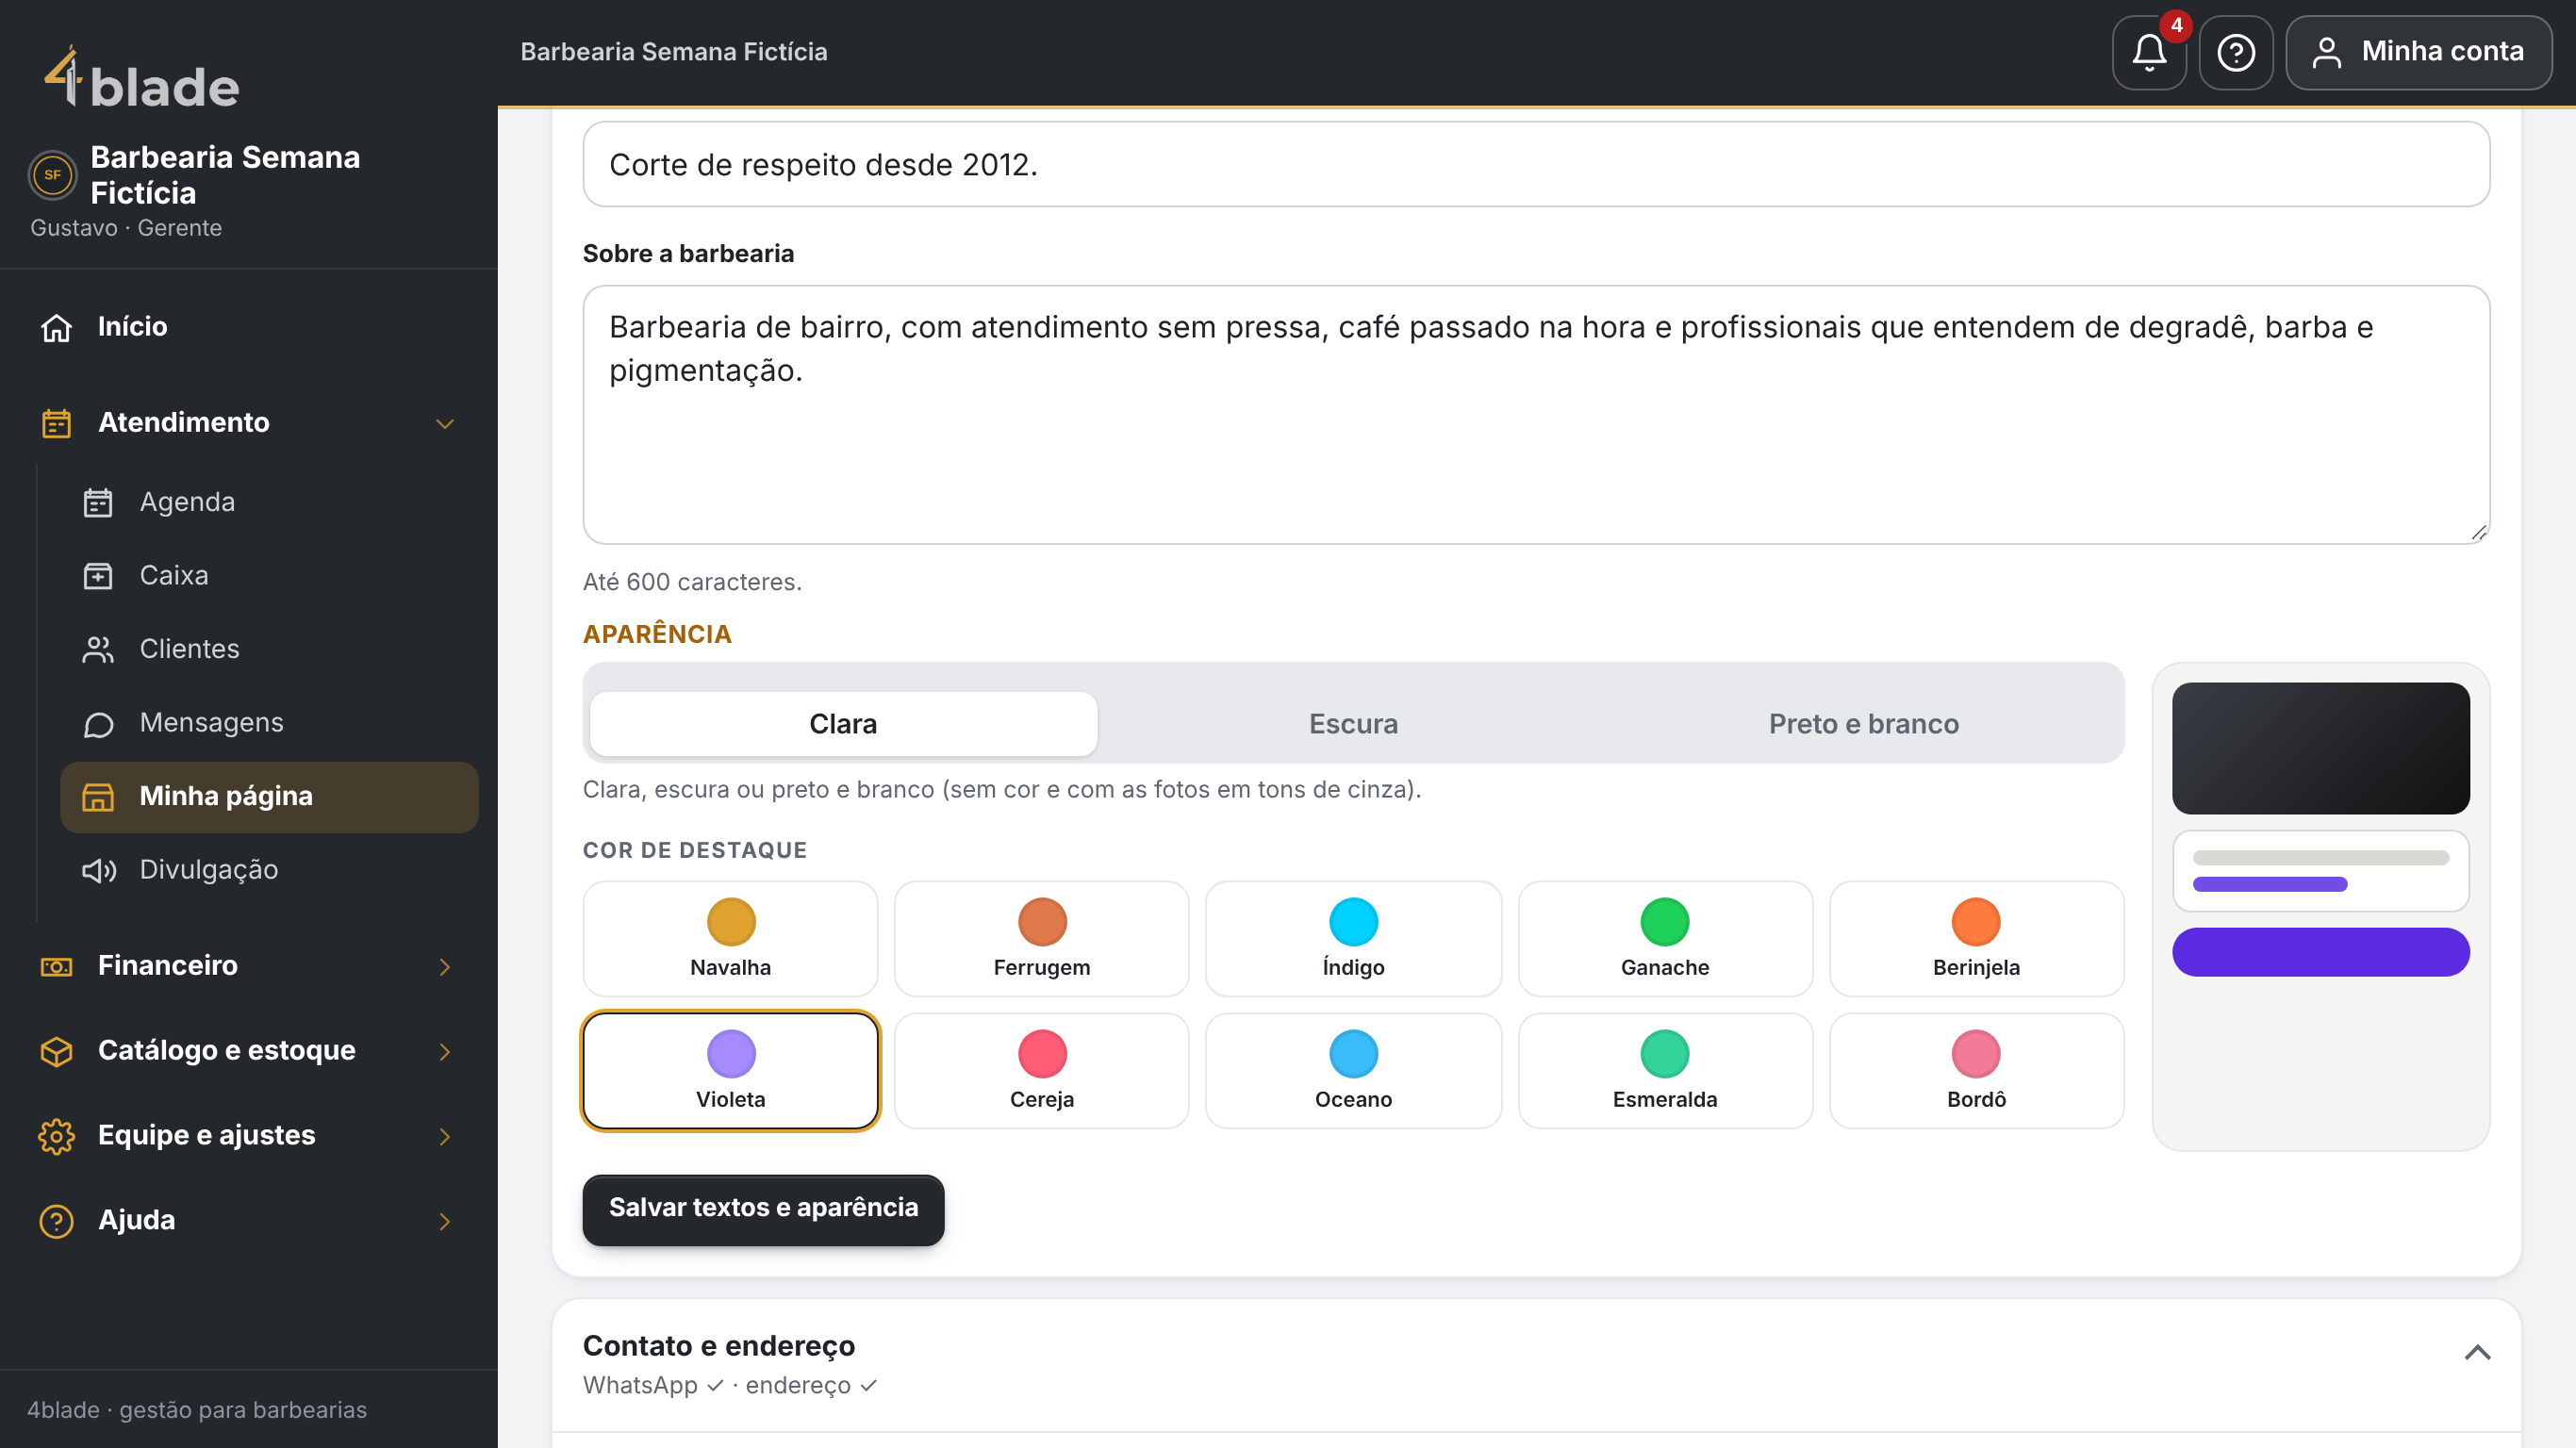 4blade
Barbearia Semana Fictícia
SF
Gustavo · Gerente
Início
Atendimento
Agenda
Caixa
Clientes
Mensagens
Minha página
Divulgação
Financeiro
Catálogo e estoque
Equipe e ajustes
Ajuda
4blade · gestão para barbearias
Barbearia Semana Fictícia
4
Minha conta
Corte de respeito desde 2012.
Sobre a barbearia
Barbearia de bairro, com atendimento sem pressa, café passado na hora e profissionais que entendem de degradê, barba e
pigmentação.
Até 600 caracteres.
APARÊNCIA
Clara
Escura
Preto e branco
Clara, escura ou preto e branco (sem cor e com as fotos em tons de cinza).
COR DE DESTAQUE
Navalha
Ferrugem
Índigo
Ganache
Berinjela
Violeta
Cereja
Oceano
Esmeralda
Bordô
Salvar textos e aparência
Contato e endereço
WhatsApp ✓ · endereço ✓